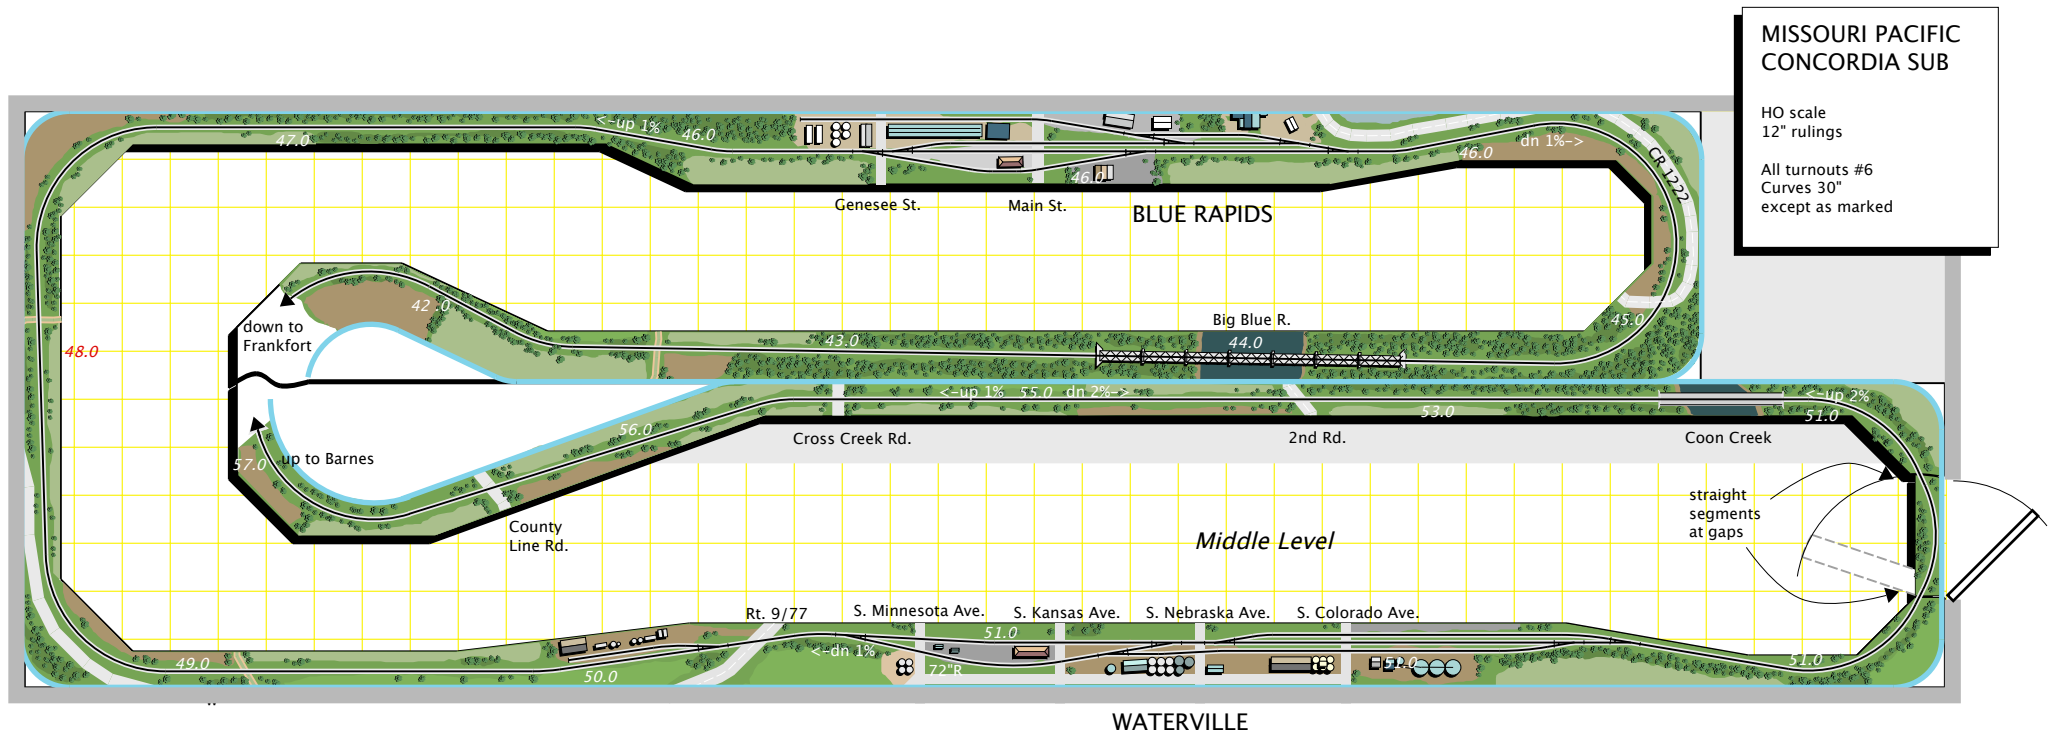 MISSOURI PACIFIC
CONCORDIA SUB
HO scale
12" rulings
All turnouts #6
Curves 30"
except as marked
<-up 1%
46.0
47.0
dn 1%->
46.0
CR 1222
46.0
Genesee St.
Main St.
BLUE RAPIDS
42.0
down to
Frankfort
48.0
43.0
Big Blue R.
44.0
45.0
<-up 1%
55.0
dn 2%->
53.0
<-up 2%
51.0
56.0
Cross Creek Rd.
2nd Rd.
Coon Creek
57.0
up to Barnes
straight
segments
at gaps
County
Line Rd.
Middle Level
Rt. 9/77
S. Minnesota Ave.
S. Kansas Ave.
S. Nebraska Ave.
S. Colorado Ave.
51.0
<-dn 1%
49.0
50.0
72"R
51.0
51.0
WATERVILLE